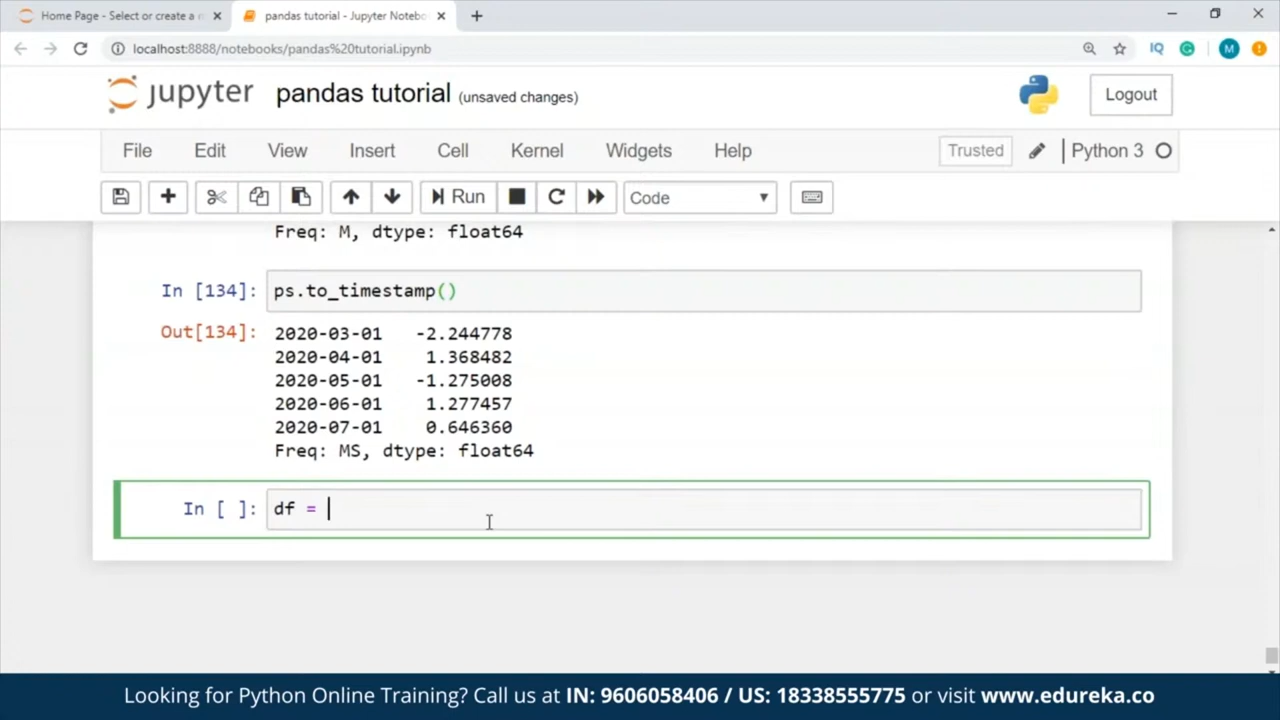 Home Page - Select or create a n
pandas tutorial - Jupyter Notebo
localhost:8888/notebooks/pandas%20tutorial.ipynb
IQ
M
jupyter pandas tutorial (unsaved changes)
Logout
File Edit View Insert Cell Kernel Widgets Help
Trusted Python 3
Run Code
Freq: M, dtype: float64
In [134]: ps.to_timestamp()
Out[134]: 2020-03-01 -2.244778
2020-04-01 1.368482
2020-05-01 -1.275008
2020-06-01 1.277457
2020-07-01 0.646360
Freq: MS, dtype: float64
In [ ]: df =
Looking for Python Online Training? Call us at IN: 9606058406 / US: 18338555775 or visit www.edureka.co